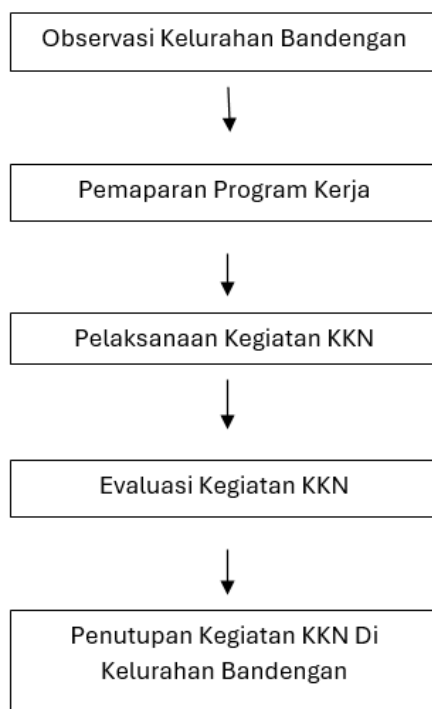 Observasi Kelurahan Bandengan
Pemaparan Program Kerja
Pelaksanaan Kegiatan KKN
Evaluasi Kegiatan KKN
Penutupan Kegiatan KKN Di
Kelurahan Bandengan